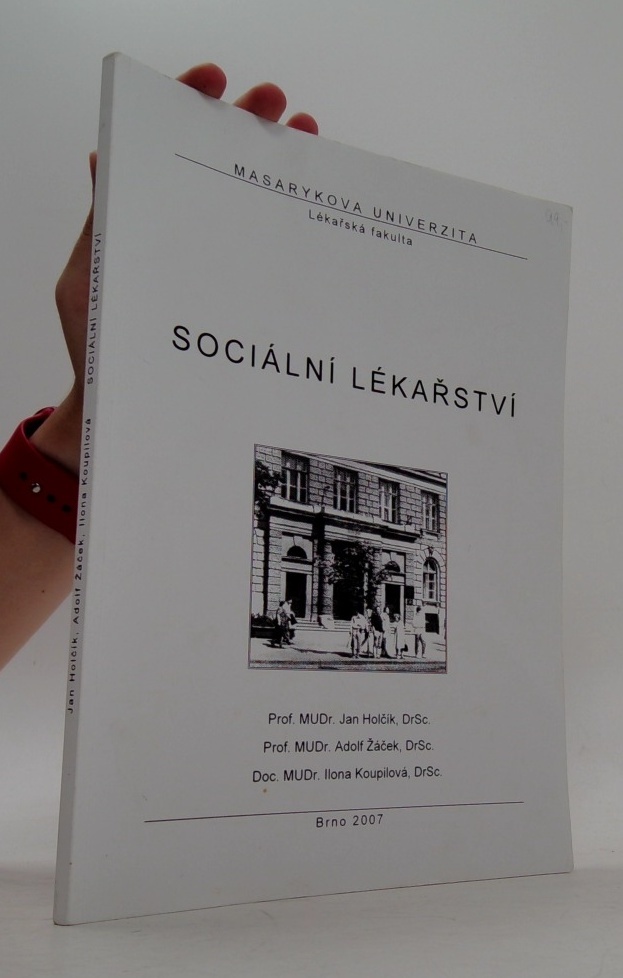 MASARYKOVA UNIVERZITA
Lékařská fakulta
SOCIÁLNÍ LÉKAŘSTVÍ
Prof. MUDr. Jan Holčík, DrSc.
Prof. MUDr. Adolf Žáček, DrSc.
Doc. MUDr. Ilona Koupilová, DrSc.
Brno 2007
Jan Holčík, Adolf Žáček, Ilona Koupilová SOCIÁLNÍ LÉKAŘSTVÍ